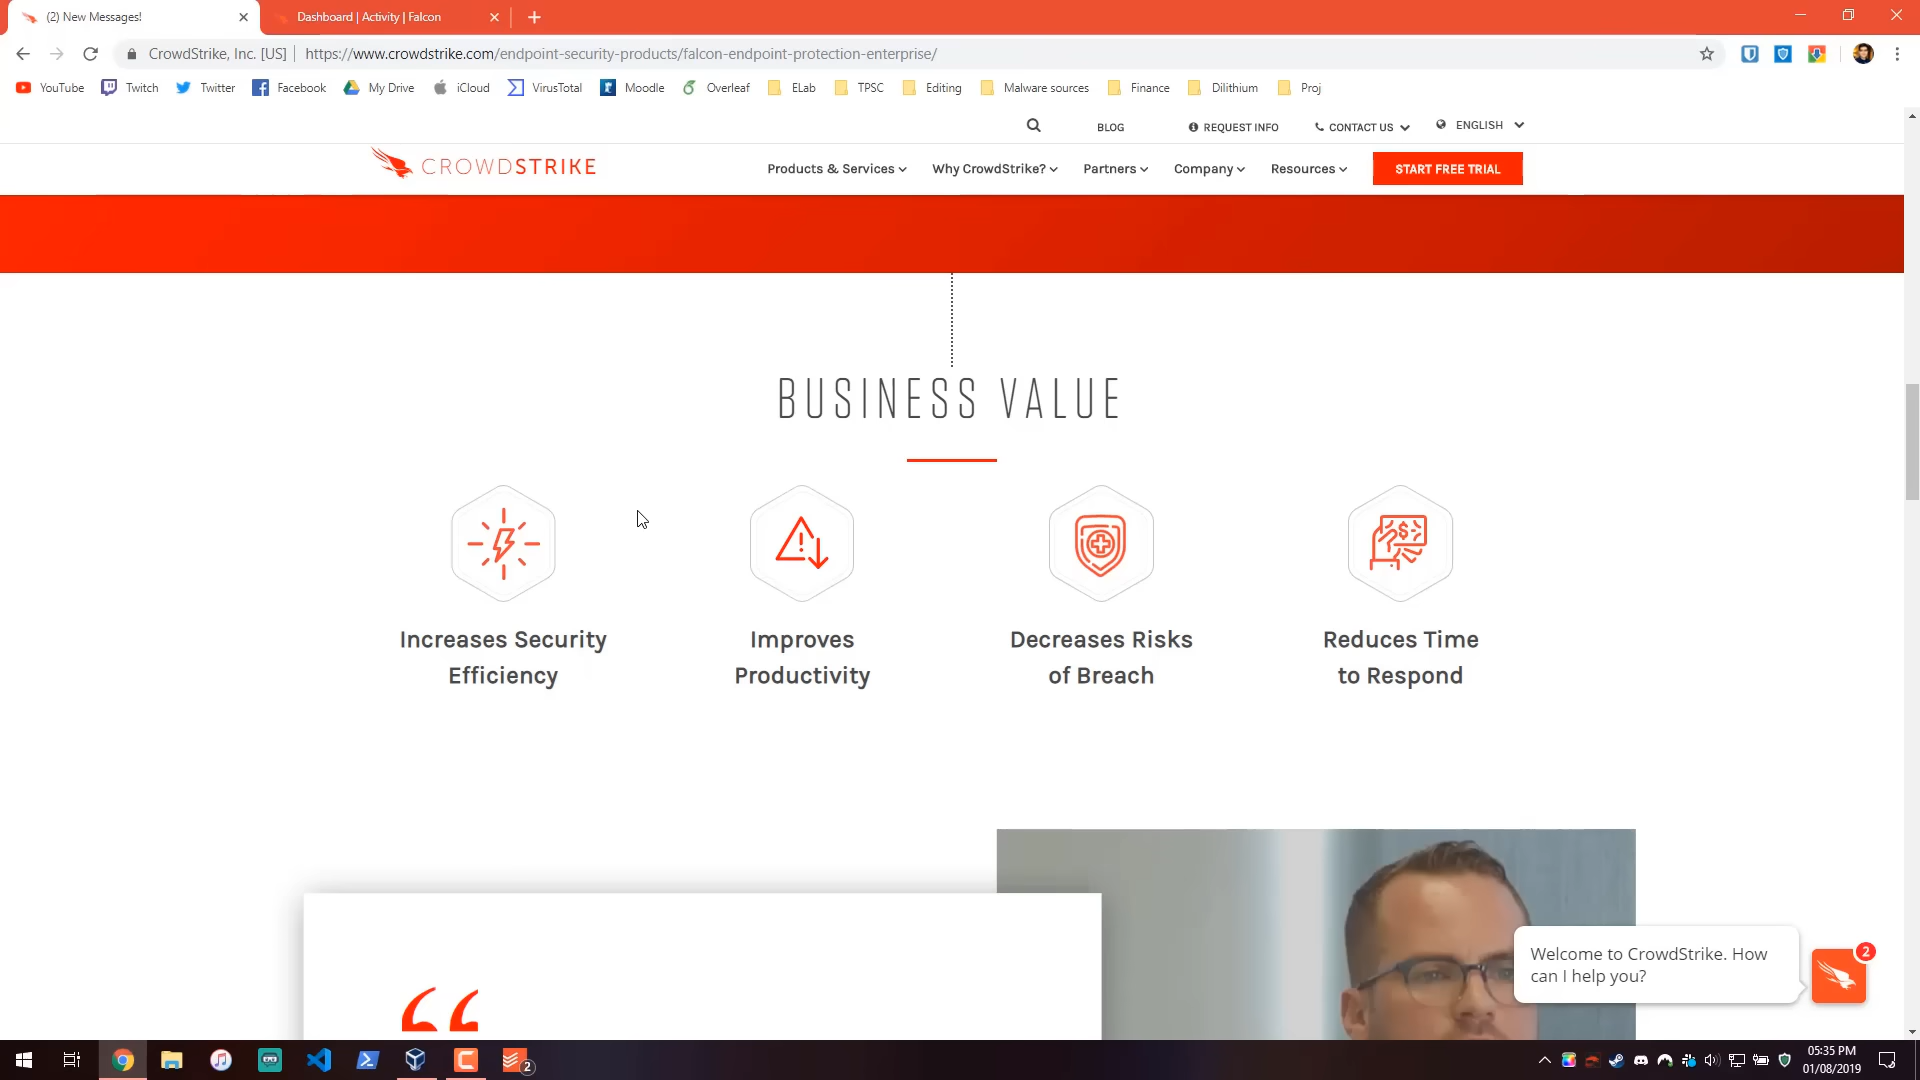 (2) New Messages!
Dashboard | Activity | Falcon
CrowdStrike, Inc. [US] | https://www.crowdstrike.com/endpoint-security-products/falcon-endpoint-protection-enterprise/
YouTube Twitch Twitter Facebook My Drive iCloud VirusTotal Moodle Overleaf ELab TPSC Editing Malware sources Finance Dilithium Proj
BLOG REQUEST INFO CONTACT US ENGLISH
CROWDSTRIKE Products & Services Why CrowdStrike? Partners Company Resources START FREE TRIAL
BUSINESS VALUE
Increases Security
Efficiency
Improves
Productivity
Decreases Risks
of Breach
Reduces Time
to Respond
“
Welcome to CrowdStrike. How
can I help you?
2
2
05:35 PM
01/08/2019